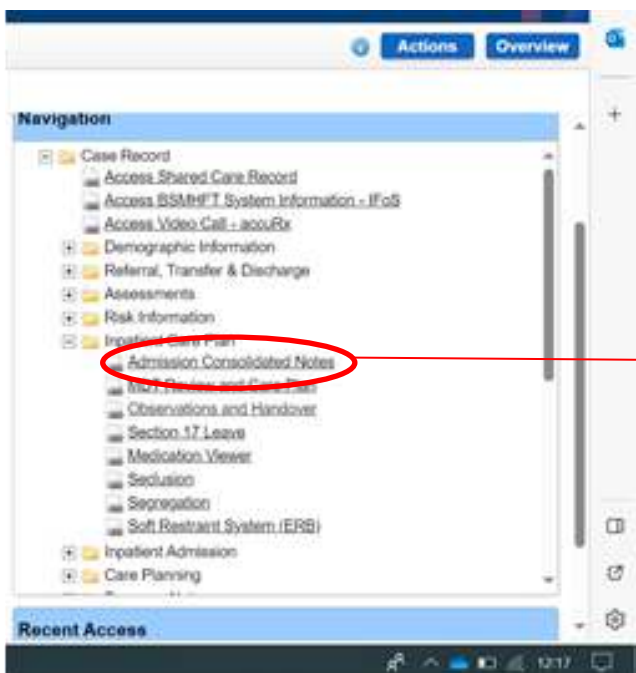 Actions Overview
Navigation
Case Record
Access Shared Care Record
Access BSMHFT System Information - IFoS
Access Video Call - accuRx
Demographic Information
Referral, Transfer & Discharge
Assessments
Risk Information
Inpatient Care Plan
Admission Consolidated Notes
MDT Review and Care Plan
Observations and Handover
Section 17 Leave
Medication Viewer
Seclusion
Segregation
Soft Restraint System (ERB)
Inpatient Admission
Care Planning
Recent Access
12:17